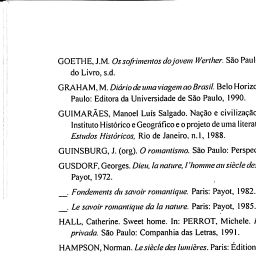 GOETHE, J.M. Os sofrimentos do jovem Werther. São Paul
do Livro, s.d.
GRAHAM, M. Diário de uma viagem ao Brasil. Belo Horizo
Paulo: Editora da Universidade de São Paulo, 1990.
GUIMARÃES, Manoel Luís Salgado. Nação e civilização
Instituto Histórico e Geográfico e o projeto de uma litera
Estudos Históricos, Rio de Janeiro, n.1, 1988.
GUINSBURG, J. (org). O romantismo. São Paulo: Perspec
GUSDORF, Georges. Dieu, la nature, l'homme au siècle des
Payot, 1972.
__. Fondements du savoir romantique. Paris: Payot, 1982.
__. Le savoir romantique da la nature. Paris: Payot, 1985.
HALL, Catherine. Sweet home. In: PERROT, Michele.
privada. São Paulo: Companhia das Letras, 1991.
HAMPSON, Norman. Le siècle des lumières. Paris: Édition